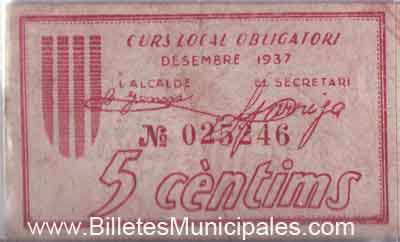 CURS LOCAL OBLIGATORI
DESEMBRE 1937
L'ALCALDE EL SECRETARI
№ 025246
5 cèntims
www.BilletesMunicipales.com